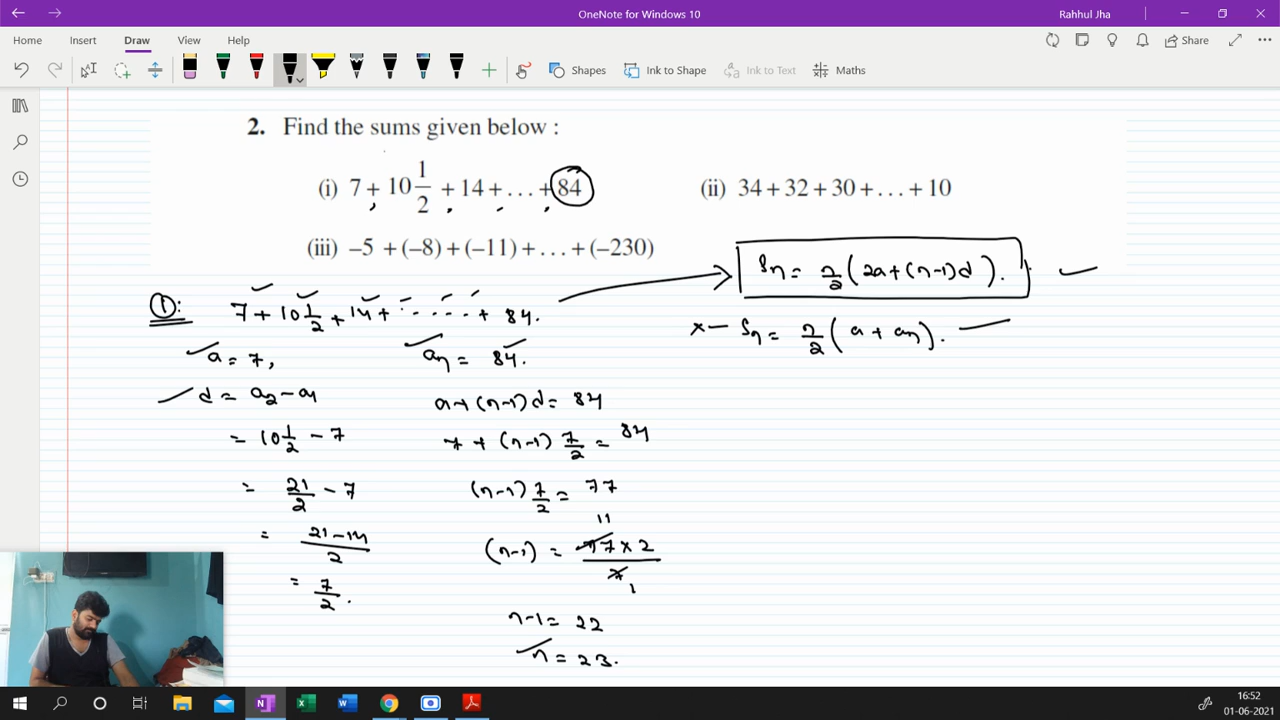 OneNote for Windows 10
Rahhul Jha
Home Insert Draw View Help
Share
Shapes Ink to Shape Ink to Text Maths
2. Find the sums given below :
(i) 7 + 10 1/2 + 14 + . . . + 84
(ii) 34 + 32 + 30 + . . . + 10
(iii) –5 + (–8) + (–11) + . . . + (–230)
Sn = n/2 (2a+(n-1)d).
①: 7 + 10 1/2 + 14 + ....... + 84.
x — Sn = n/2 (a + an).
a = 7, an = 84.
d = a2 - a1
a+(n-1)d = 84
= 10 1/2 - 7
7 + (n-1) 7/2 = 84
= 21/2 - 7
(n-1) 7/2 = 77
= 21-14/2
11
(n-1) = 77 x 2/7
1
= 7/2.
n-1 = 22
n = 23.
16:52
01-06-2021